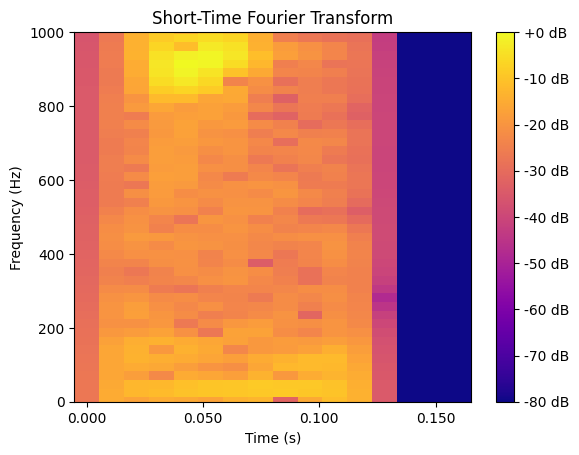 Short-Time Fourier Transform
1000
800
600
400
200
0
Frequency (Hz)
0.000
0.050
0.100
0.150
Time (s)
+0 dB
-10 dB
-20 dB
-30 dB
-40 dB
-50 dB
-60 dB
-70 dB
-80 dB